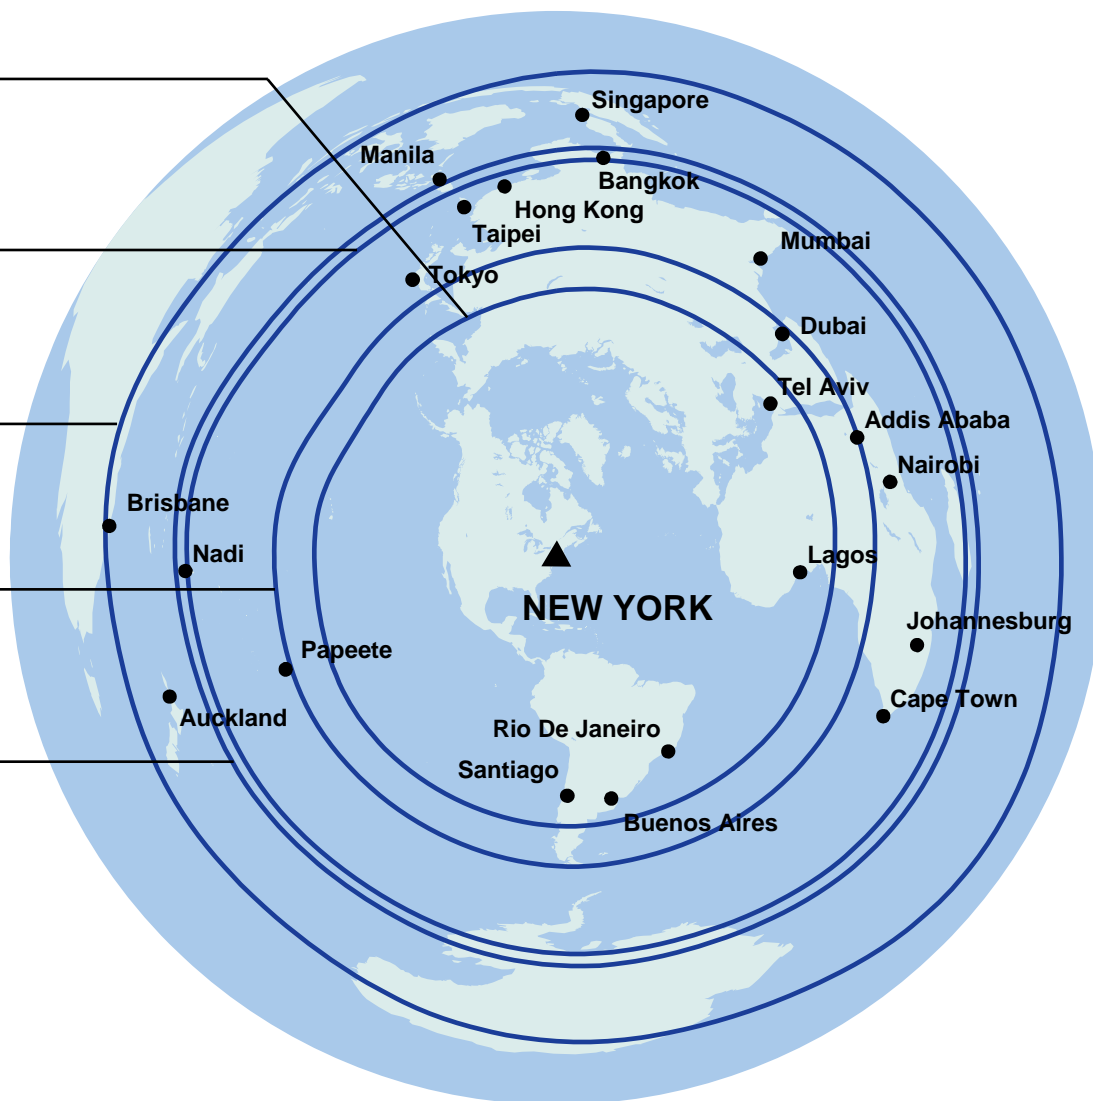 Singapore
Manila
Bangkok
Hong Kong
Taipei
Mumbai
Tokyo
Dubai
Tel Aviv
Addis Ababa
Nairobi
Brisbane
Nadi
Lagos
NEW YORK
Johannesburg
Papeete
Cape Town
Auckland
Rio De Janeiro
Santiago
Buenos Aires